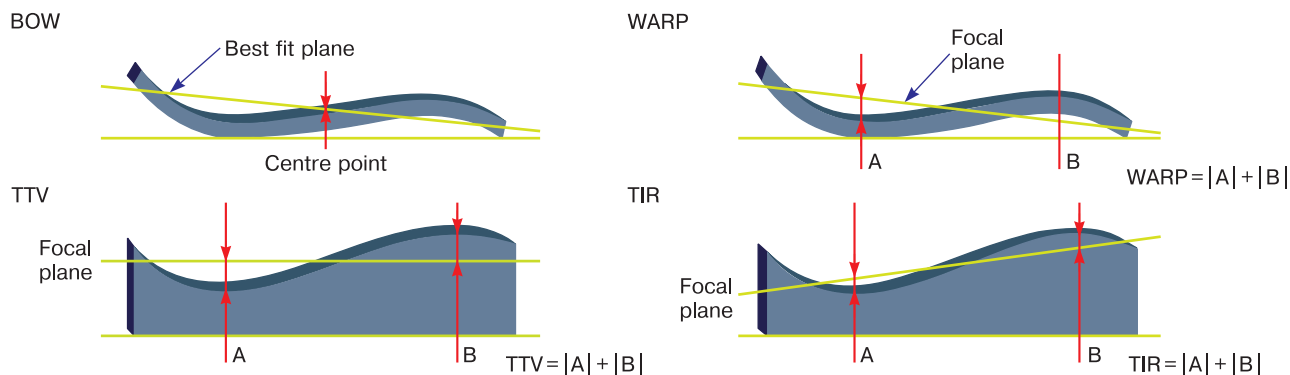 BOW
Best fit plane
Centre point
WARP
Focal
plane
A
B
WARP = |A| + |B|
TTV
Focal
plane
A
B
TTV = |A| + |B|
TIR
Focal
plane
A
B
TIR = |A| + |B|